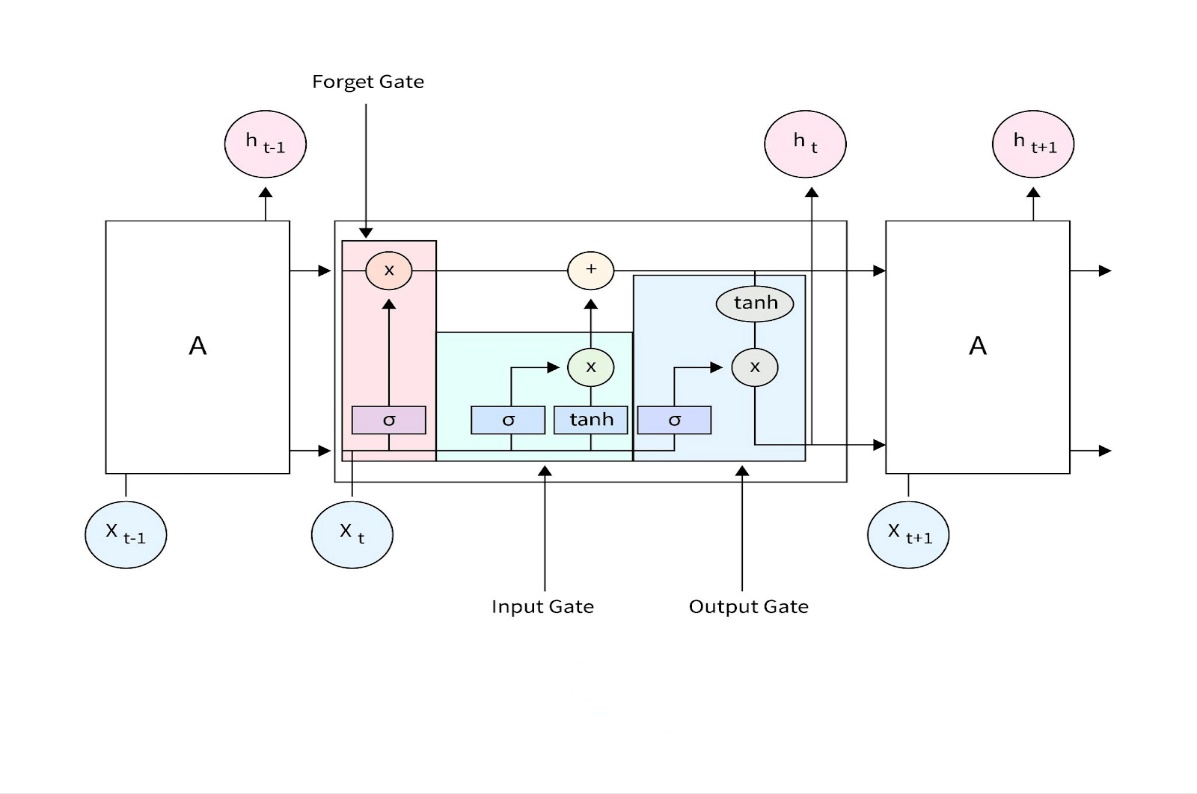 Forget Gate
h t-1
h t
h t+1
x
+
tanh
A
x
x
A
σ
σ
tanh
σ
X t-1
X t
X t+1
Input Gate
Output Gate